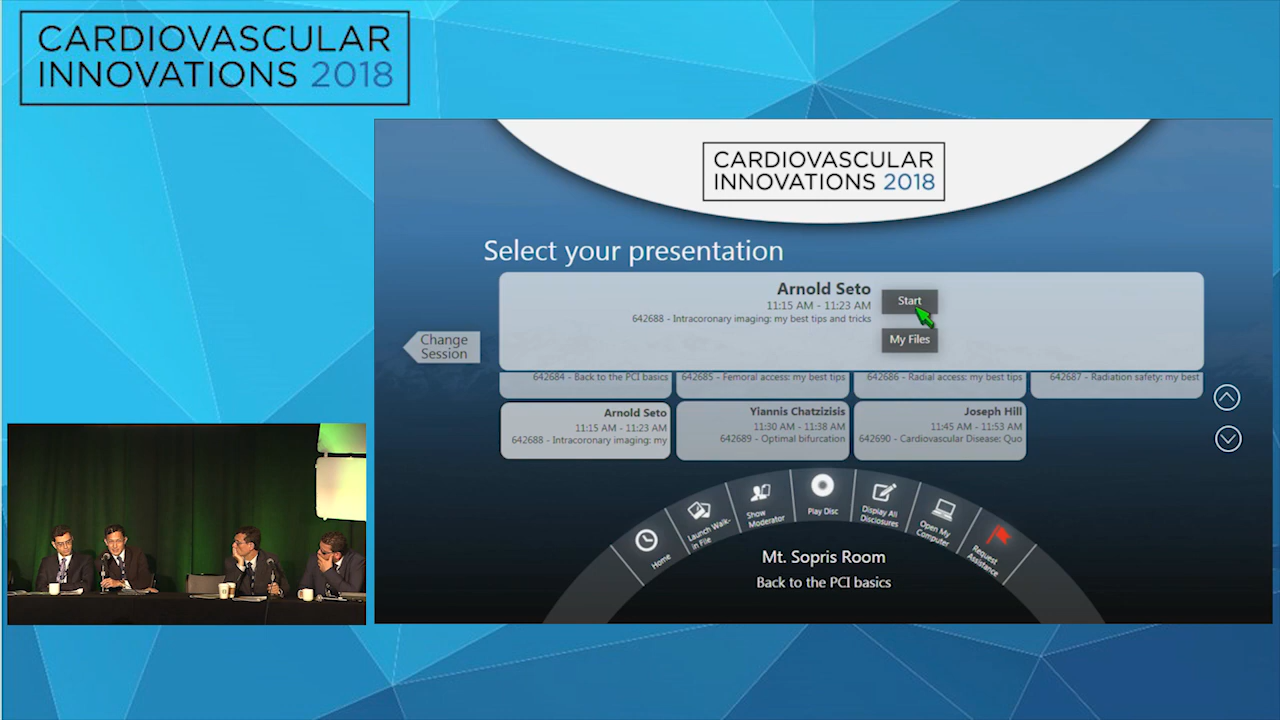 CARDIOVASCULAR
INNOVATIONS 2018
CARDIOVASCULAR
INNOVATIONS 2018
Select your presentation
Arnold Seto
11:15 AM - 11:23 AM
642688 - Intracoronary imaging: my best tips and tricks
Start
My Files
Change
Session
642684 - Back to the PCI basics
642685 - Femoral access: my best tips
642686 - Radial access: my best tips
642687 - Radiation safety: my best
Arnold Seto
11:15 AM - 11:23 AM
642688 - Intracoronary imaging: my
Yiannis Chatzizisis
11:30 AM - 11:38 AM
642689 - Optimal bifurcation
Joseph Hill
11:45 AM - 11:53 AM
642690 - Cardiovascular Disease: Quo
Home
Launch Walk-
in File
Show
Moderator
Play Disc
Display All
Disclosures
Open My
Computer
Request
Assistance
Mt. Sopris Room
Back to the PCI basics